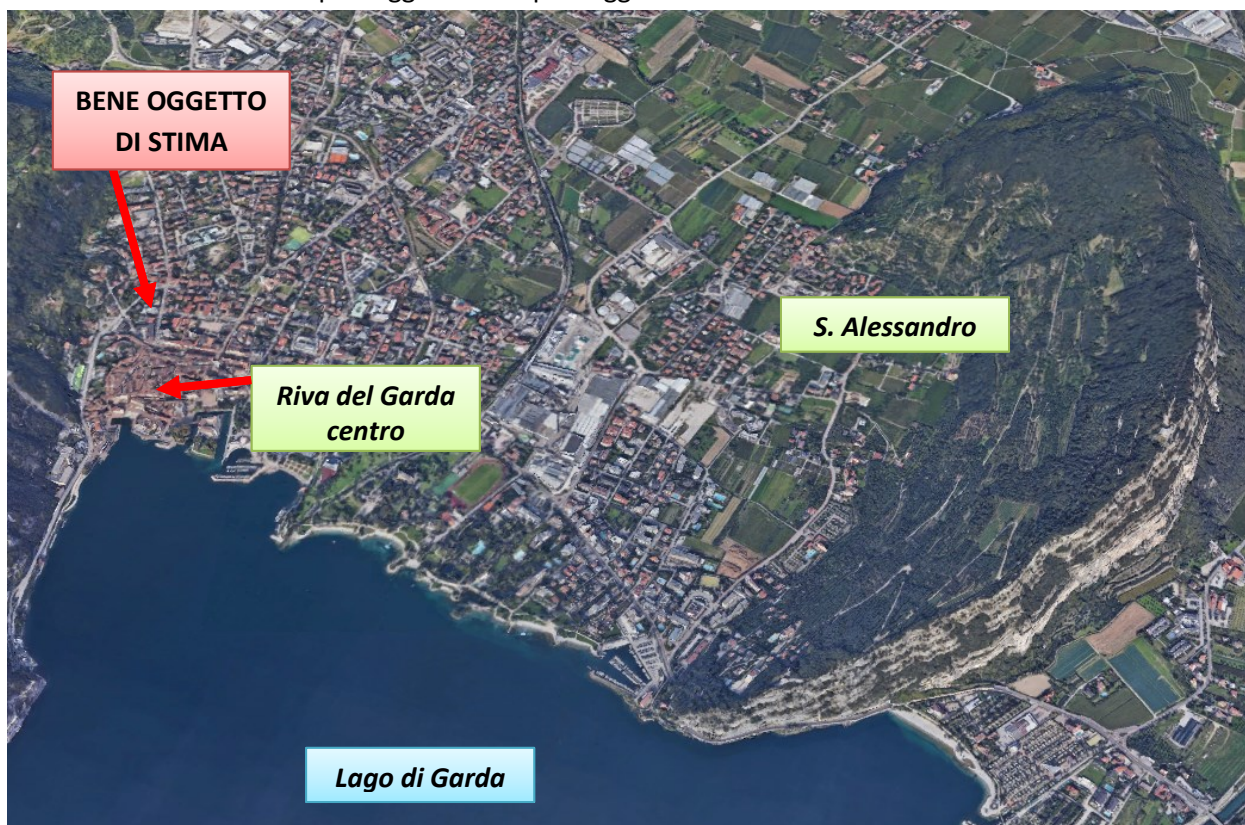 BENE OGGETTO
DI STIMA
S. Alessandro
Riva del Garda
centro
Lago di Garda